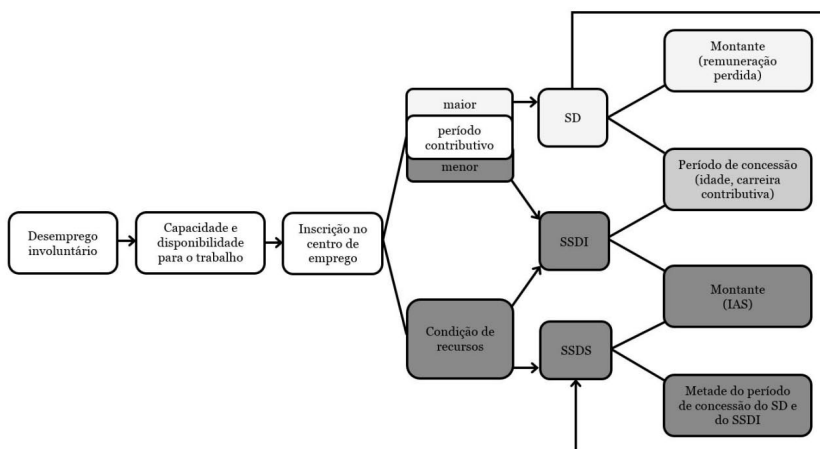 Desemprego
involuntário
Capacidade e
disponibilidade
para o trabalho
Inscrição no
centro de
emprego
maior
período
contributivo
menor
Condição de
recursos
SD
SSDI
SSDS
Montante
(remuneração
perdida)
Período de concessão
(idade, carreira
contributiva)
Montante
(IAS)
Metade do período
de concessão do SD e
do SSDI